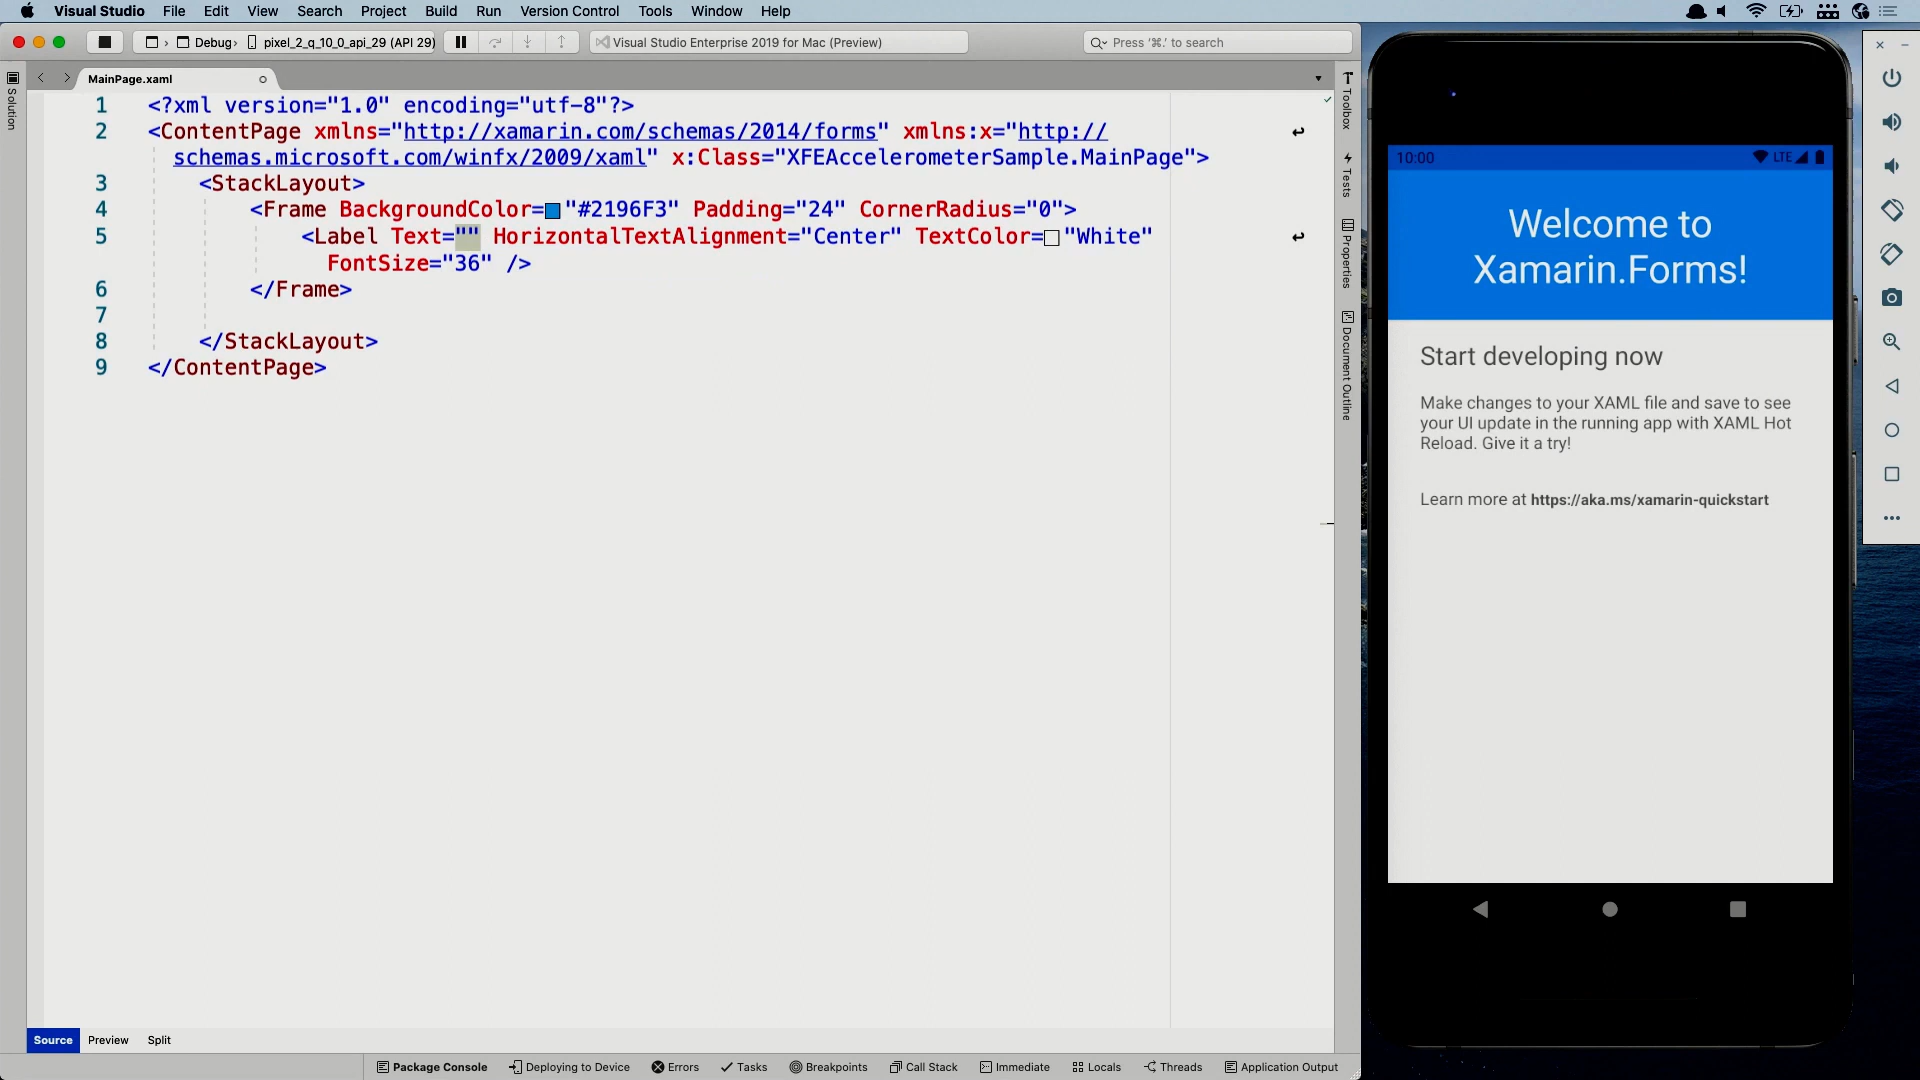 Visual Studio File Edit View Search Project Build Run Version Control Tools Window Help
Debug pixel_2_q_10_0_api_29 (API 29) Visual Studio Enterprise 2019 for Mac (Preview) Press '⌘.' to search
MainPage.xaml
Solution
1 <?xml version="1.0" encoding="utf-8"?>
2 <ContentPage xmlns="http://xamarin.com/schemas/2014/forms" xmlns:x="http://
schemas.microsoft.com/winfx/2009/xaml" x:Class="XFEAccelerometerSample.MainPage">
3 <StackLayout>
4 <Frame BackgroundColor="#2196F3" Padding="24" CornerRadius="0">
5 <Label Text="" HorizontalTextAlignment="Center" TextColor="White"
FontSize="36" />
6 </Frame>
7
8 </StackLayout>
9 </ContentPage>
Toolbox
Tests
Properties
Document Outline
Source Preview Split
Package Console Deploying to Device Errors Tasks Breakpoints Call Stack Immediate Locals Threads Application Output
10:00 LTE
Welcome to
Xamarin.Forms!
Start developing now
Make changes to your XAML file and save to see
your UI update in the running app with XAML Hot
Reload. Give it a try!
Learn more at https://aka.ms/xamarin-quickstart